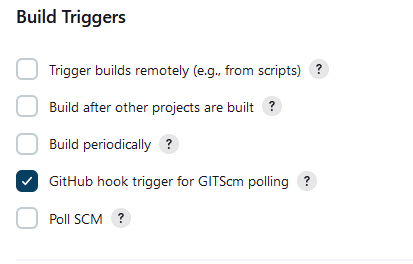 Build Triggers
Trigger builds remotely (e.g., from scripts) ?
Build after other projects are built ?
Build periodically ?
GitHub hook trigger for GITScm polling ?
Poll SCM ?